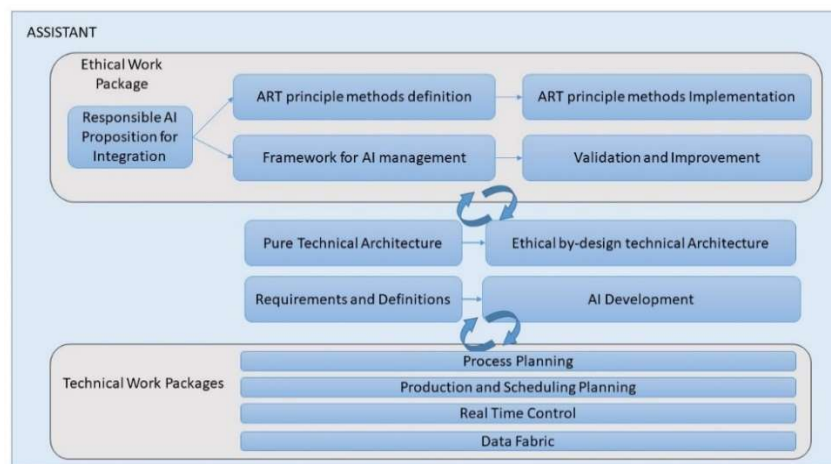 ASSISTANT
Ethical Work
Package
Responsible AI
Proposition for
Integration
ART principle methods definition
ART principle methods Implementation
Framework for AI management
Validation and Improvement
Pure Technical Architecture
Ethical by-design technical Architecture
Requirements and Definitions
AI Development
Technical Work Packages
Process Planning
Production and Scheduling Planning
Real Time Control
Data Fabric